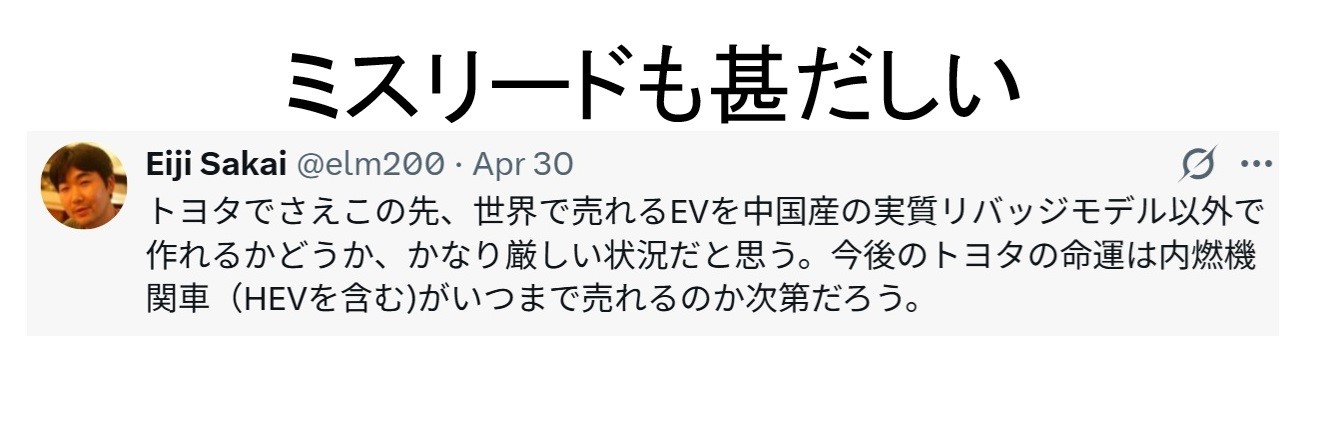 ミスリードも甚だしい
Eiji Sakai @elm200 · Apr 30
トヨタでさえこの先、世界で売れるEVを中国産の実質リバッジモデル以外で
作れるかどうか、かなり厳しい状況だと思う。今後のトヨタの命運は内燃機
関車（HEVを含む)がいつまで売れるのか次第だろう。